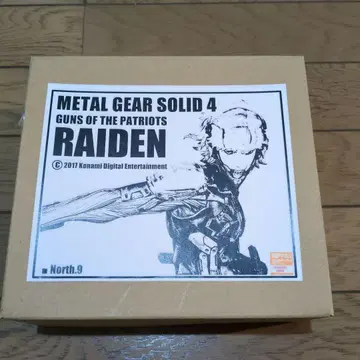 METAL GEAR SOLID 4
GUNS OF THE PATRIOTS
RAIDEN
© 2017 Konami Digital Entertainment
■ North.9